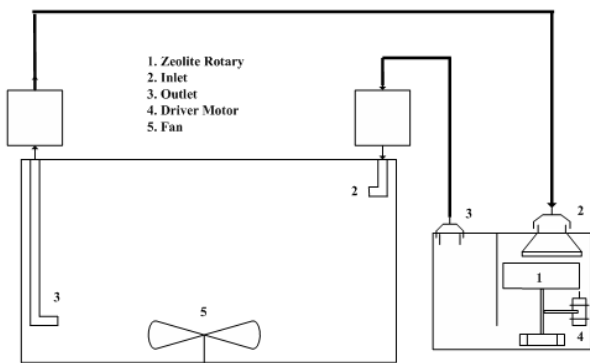 1. Zeolite Rotary
2. Inlet
3. Outlet
4. Driver Motor
5. Fan
2
3
2
1
3
5
4